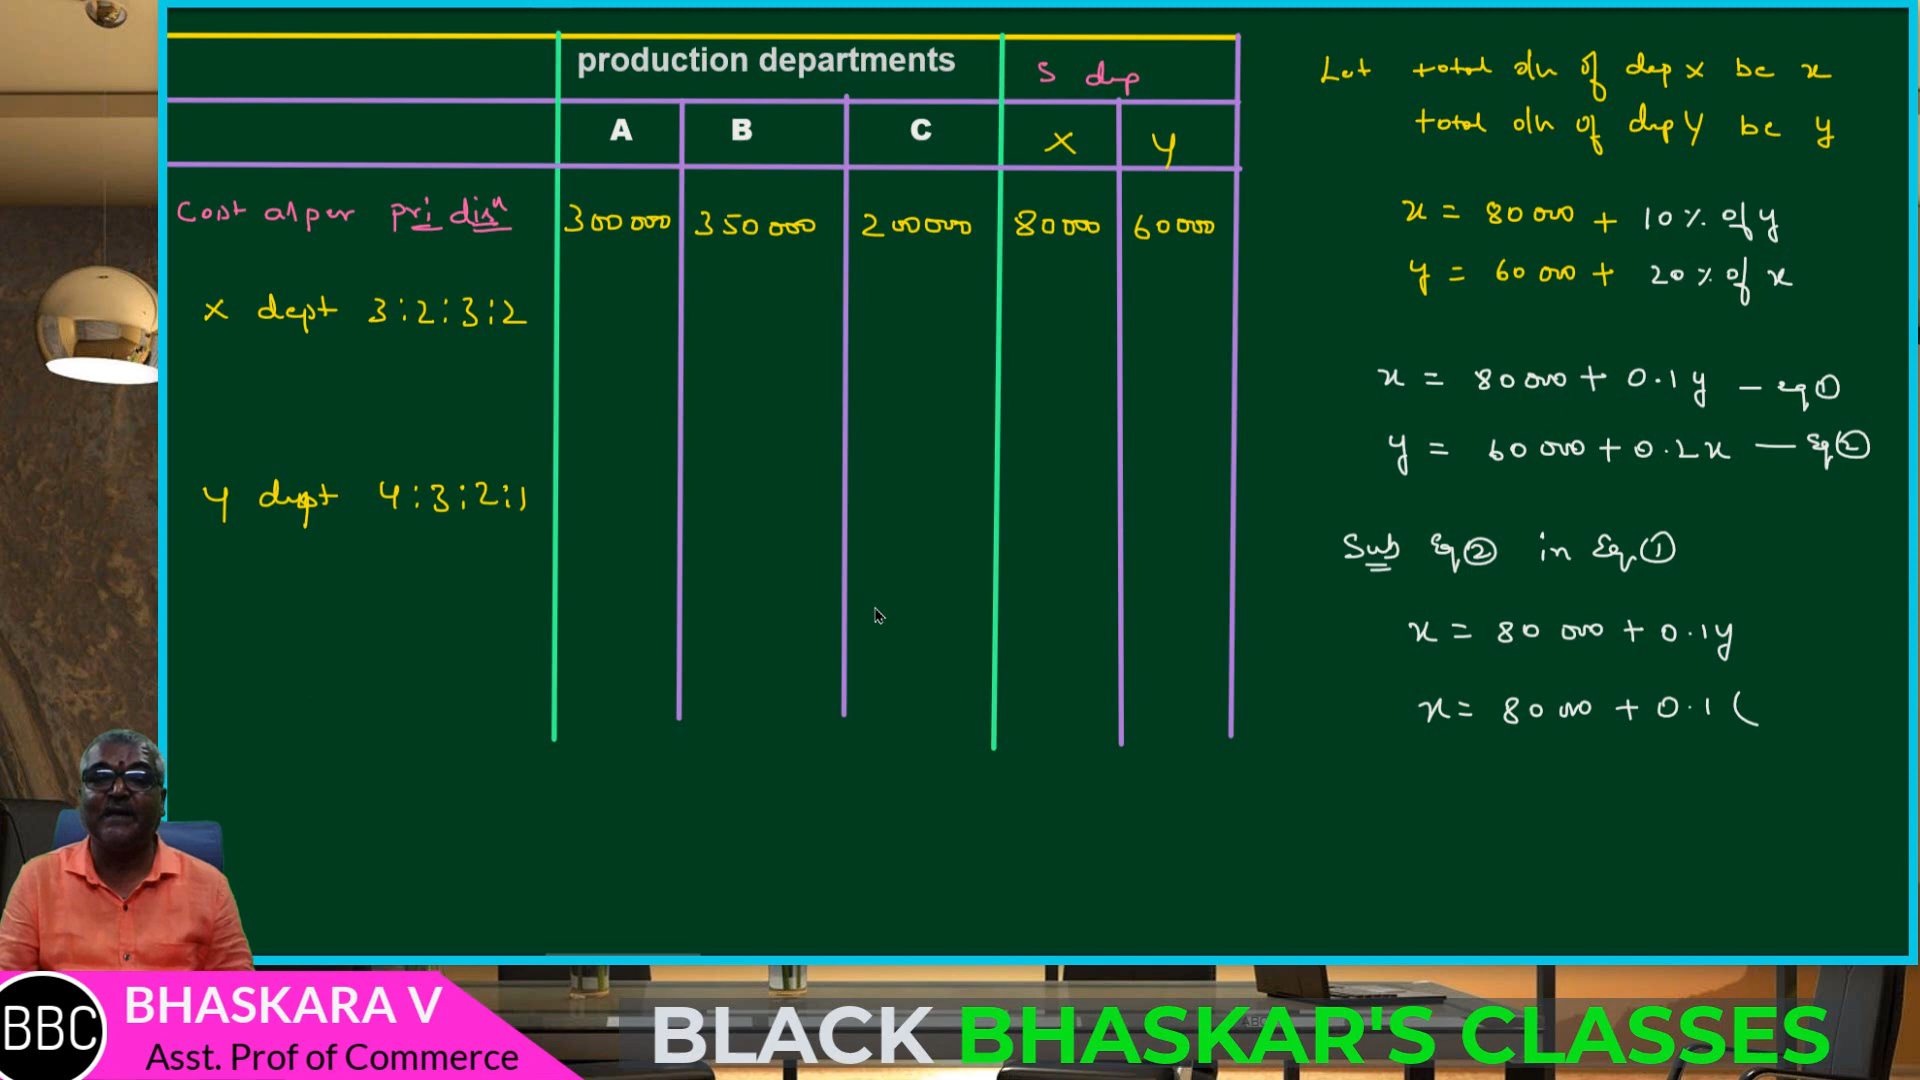 production departments S dep
A B C X Y
Cost as per pri disn 300000 350000 200000 80000 60000
X dept 3:2:3:2
Y dept 4:3:2:1
Let total o/h of dep X be x
total o/h of dep Y be y
x = 80000 + 10% of y
y = 60000 + 20% of x
x = 80000 + 0.1y - eq①
y = 60000 + 0.2x — Eq②
Sub Eq② in Eq①
x = 80000 + 0.1y
x = 80000 + 0.1(
BBC
BHASKARA V
Asst. Prof of Commerce
BLACK BHASKAR'S CLASSES